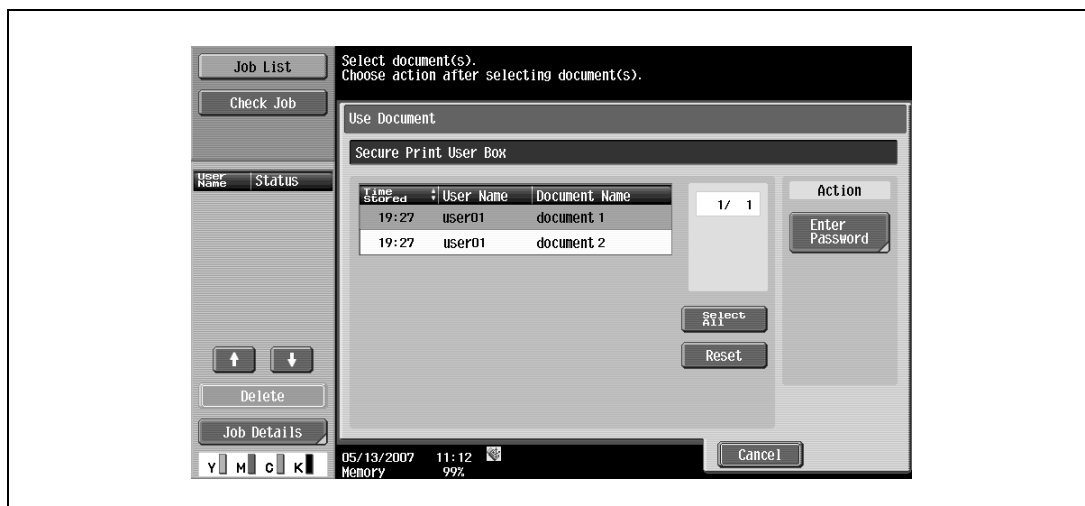 Job List
Check Job
User Name Status
Delete
Job Details
Y M C K
Select document(s).
Choose action after selecting document(s).
Use Document
Secure Print User Box
Time Stored User Name Document Name
19:27 user01 document 1
19:27 user01 document 2
1/ 1
Select All
Reset
Action
Enter
Password
05/13/2007 11:12
Memory 99%
Cancel